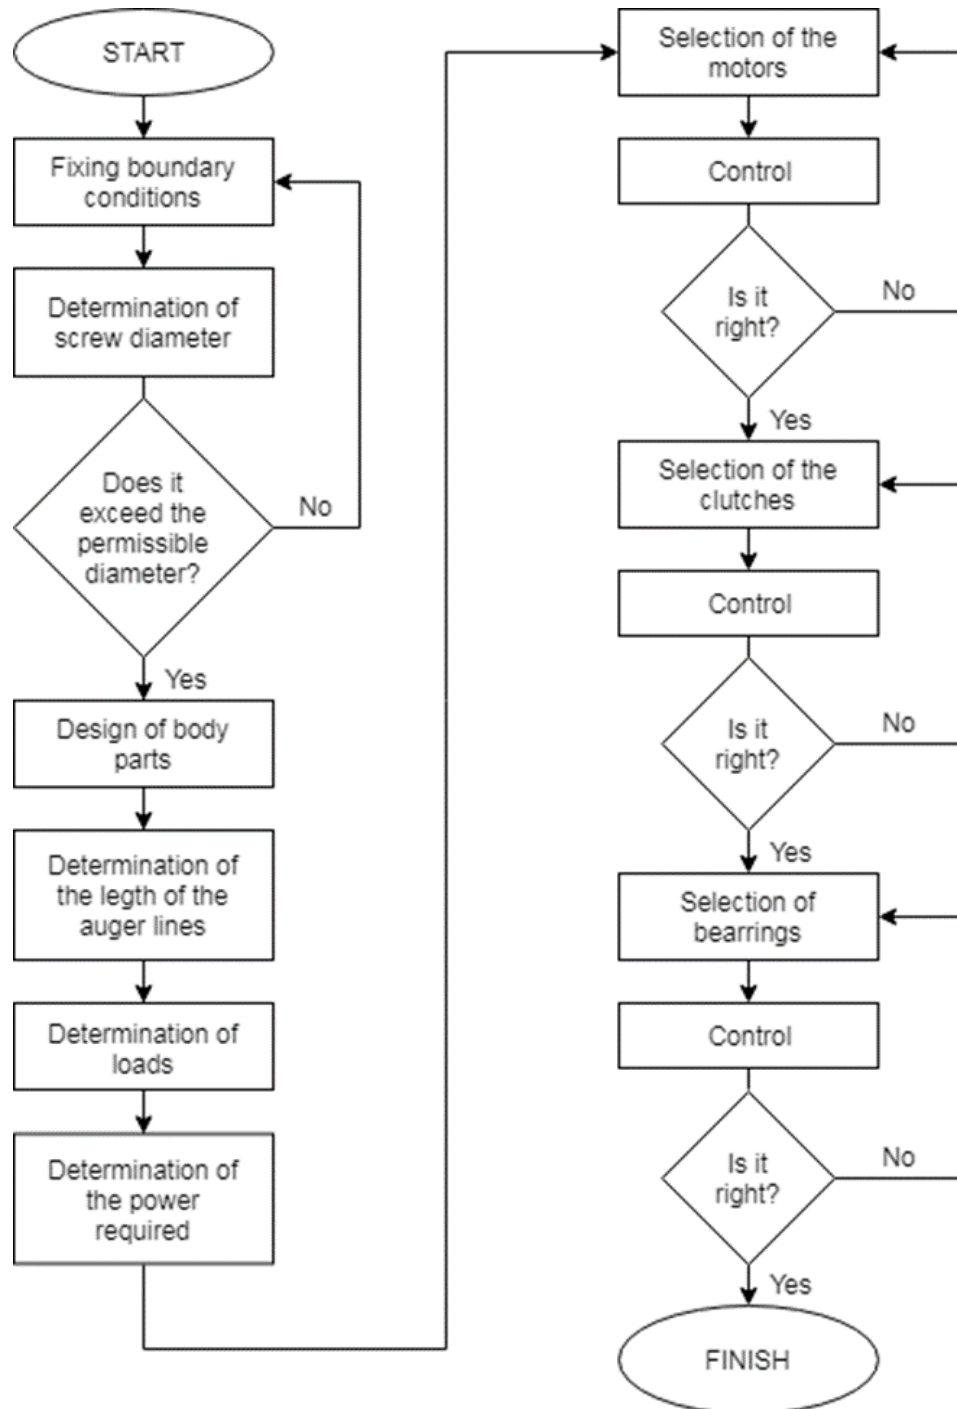 START
Fixing boundary
conditions
Determination of
screw diameter
Does it
exceed the
permissible
diameter?
No
Yes
Design of body
parts
Determination of
the legth of the
auger lines
Determination of
loads
Determination of
the power
required
Selection of the
motors
Control
Is it
right?
No
Yes
Selection of the
clutches
Control
Is it
right?
No
Yes
Selection of
bearrings
Control
Is it
right?
No
Yes
FINISH